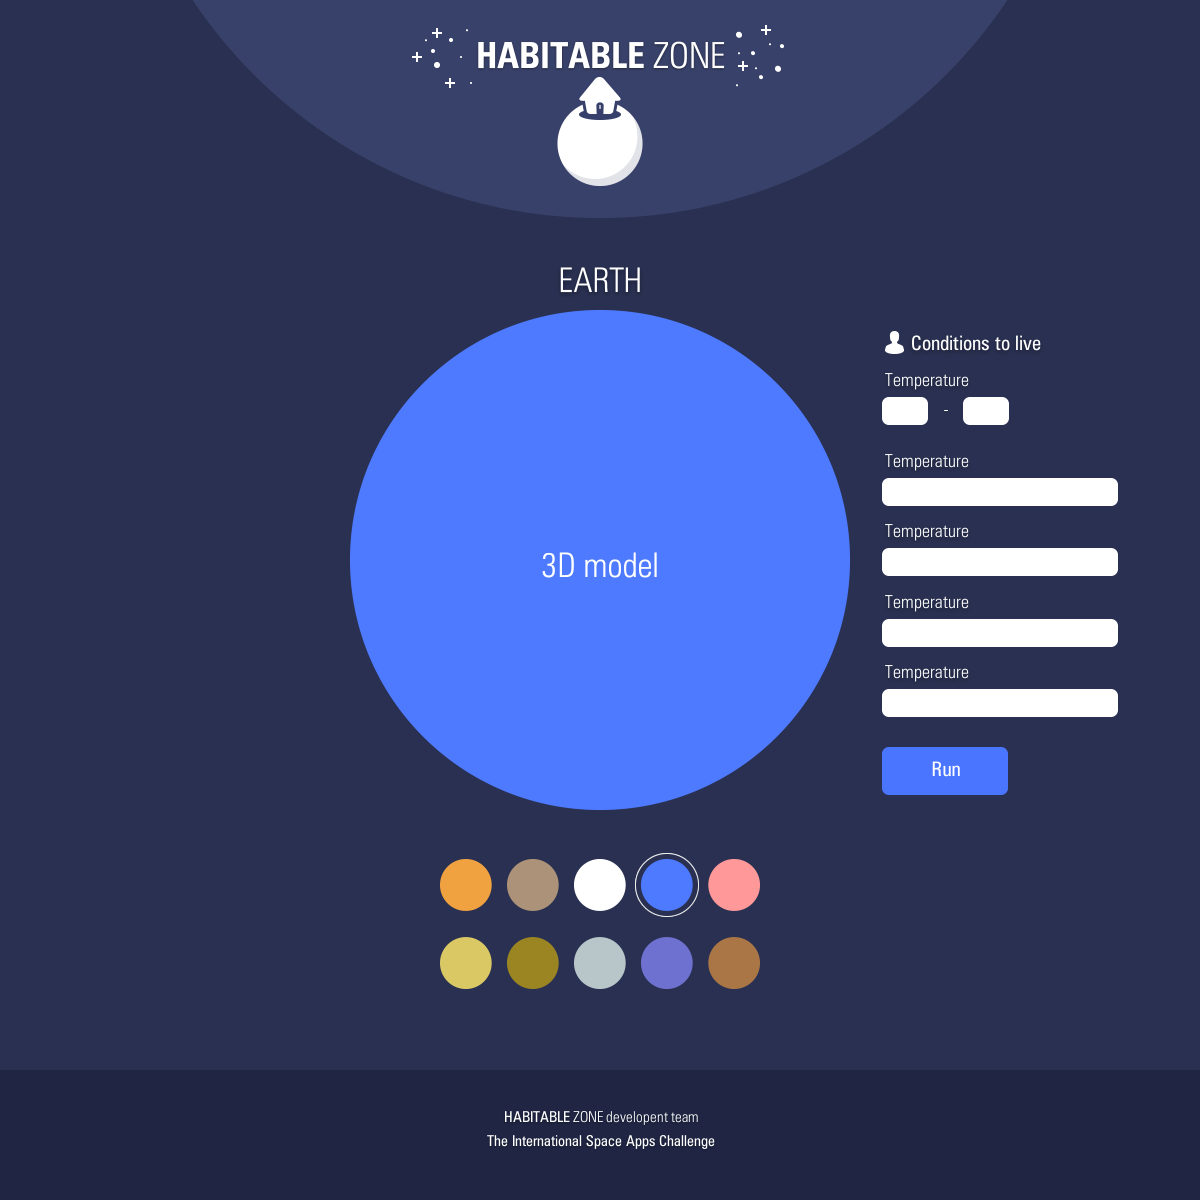 HABITABLE ZONE
EARTH
3D model
Conditions to live
Temperature
-
Temperature
Temperature
Temperature
Temperature
Run
HABITABLE ZONE developent team
The International Space Apps Challenge